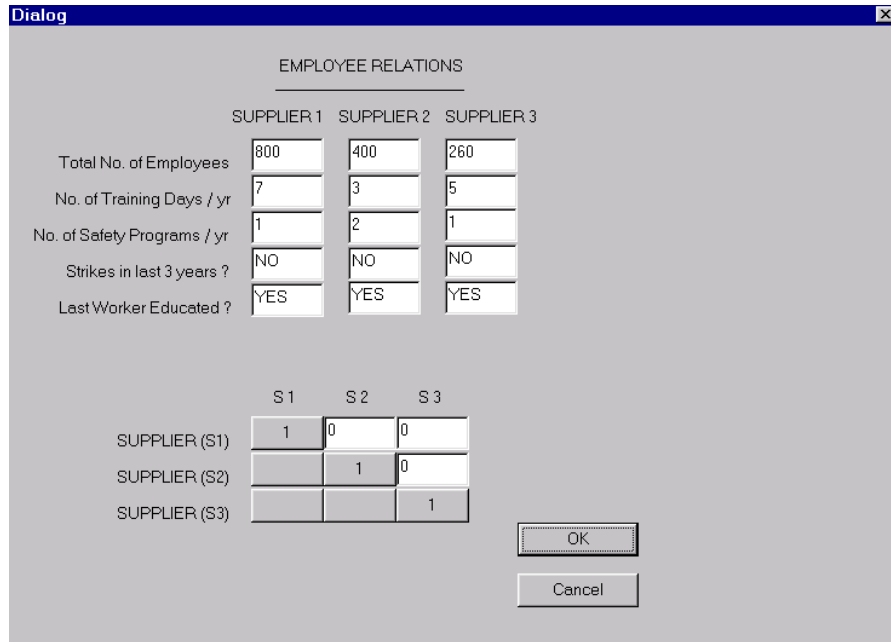 Dialog
EMPLOYEE RELATIONS
SUPPLIER 1 SUPPLIER 2 SUPPLIER 3
Total No. of Employees 800 400 260
No. of Training Days / yr 7 3 5
No. of Safety Programs / yr 1 2 1
Strikes in last 3 years ? NO NO NO
Last Worker Educated ? YES YES YES
S 1 S 2 S 3
SUPPLIER (S1) 1 0 0
SUPPLIER (S2) 1 0
SUPPLIER (S3) 1
OK
Cancel